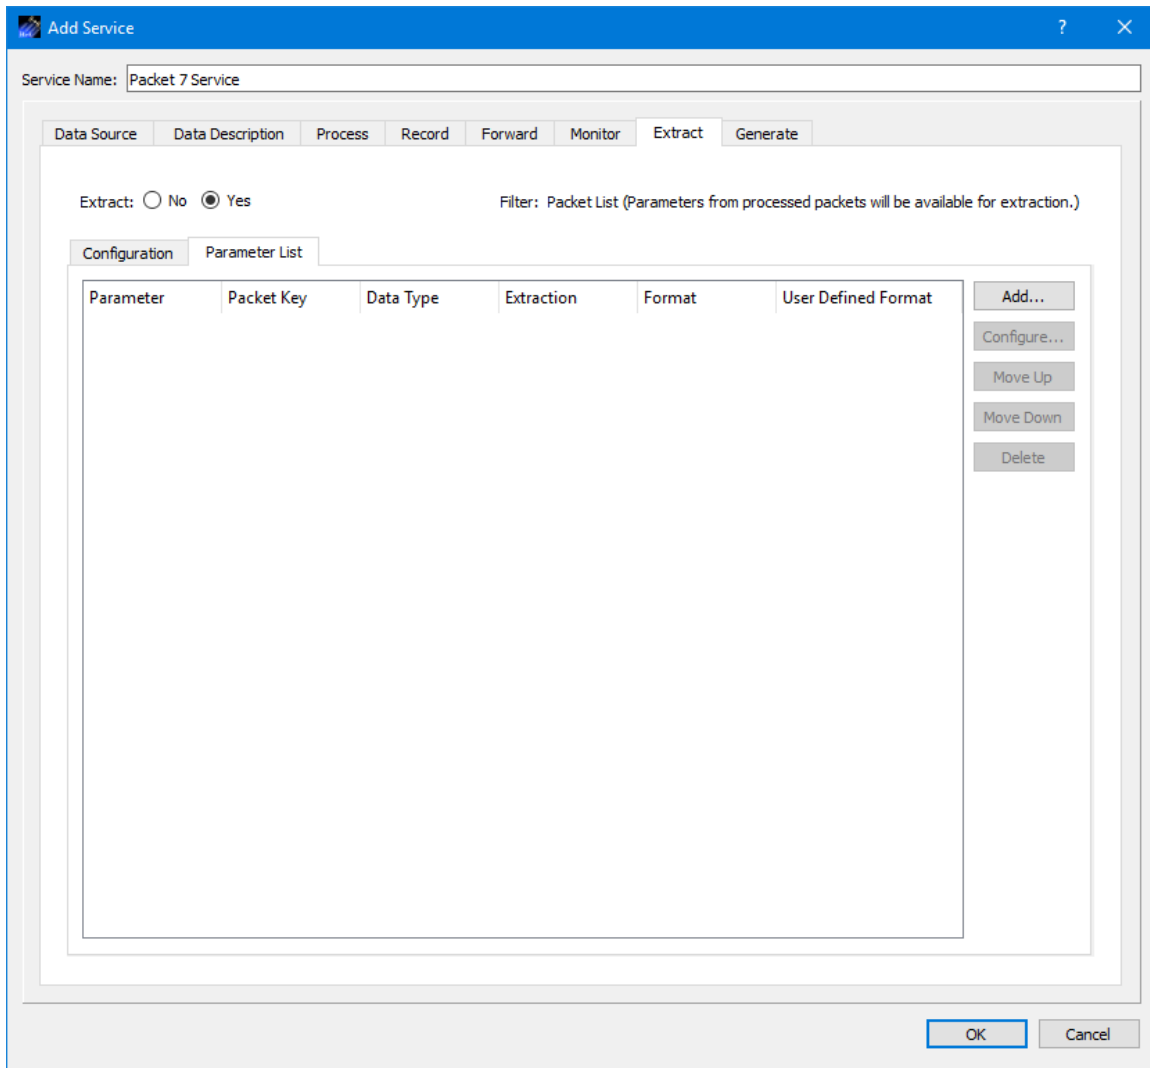 Add Service
?
Service Name: Packet 7 Service
Data Source Data Description Process Record Forward Monitor Extract Generate
Extract: No Yes Filter: Packet List (Parameters from processed packets will be available for extraction.)
Configuration Parameter List
Parameter Packet Key Data Type Extraction Format User Defined Format
Add...
Configure...
Move Up
Move Down
Delete
OK Cancel